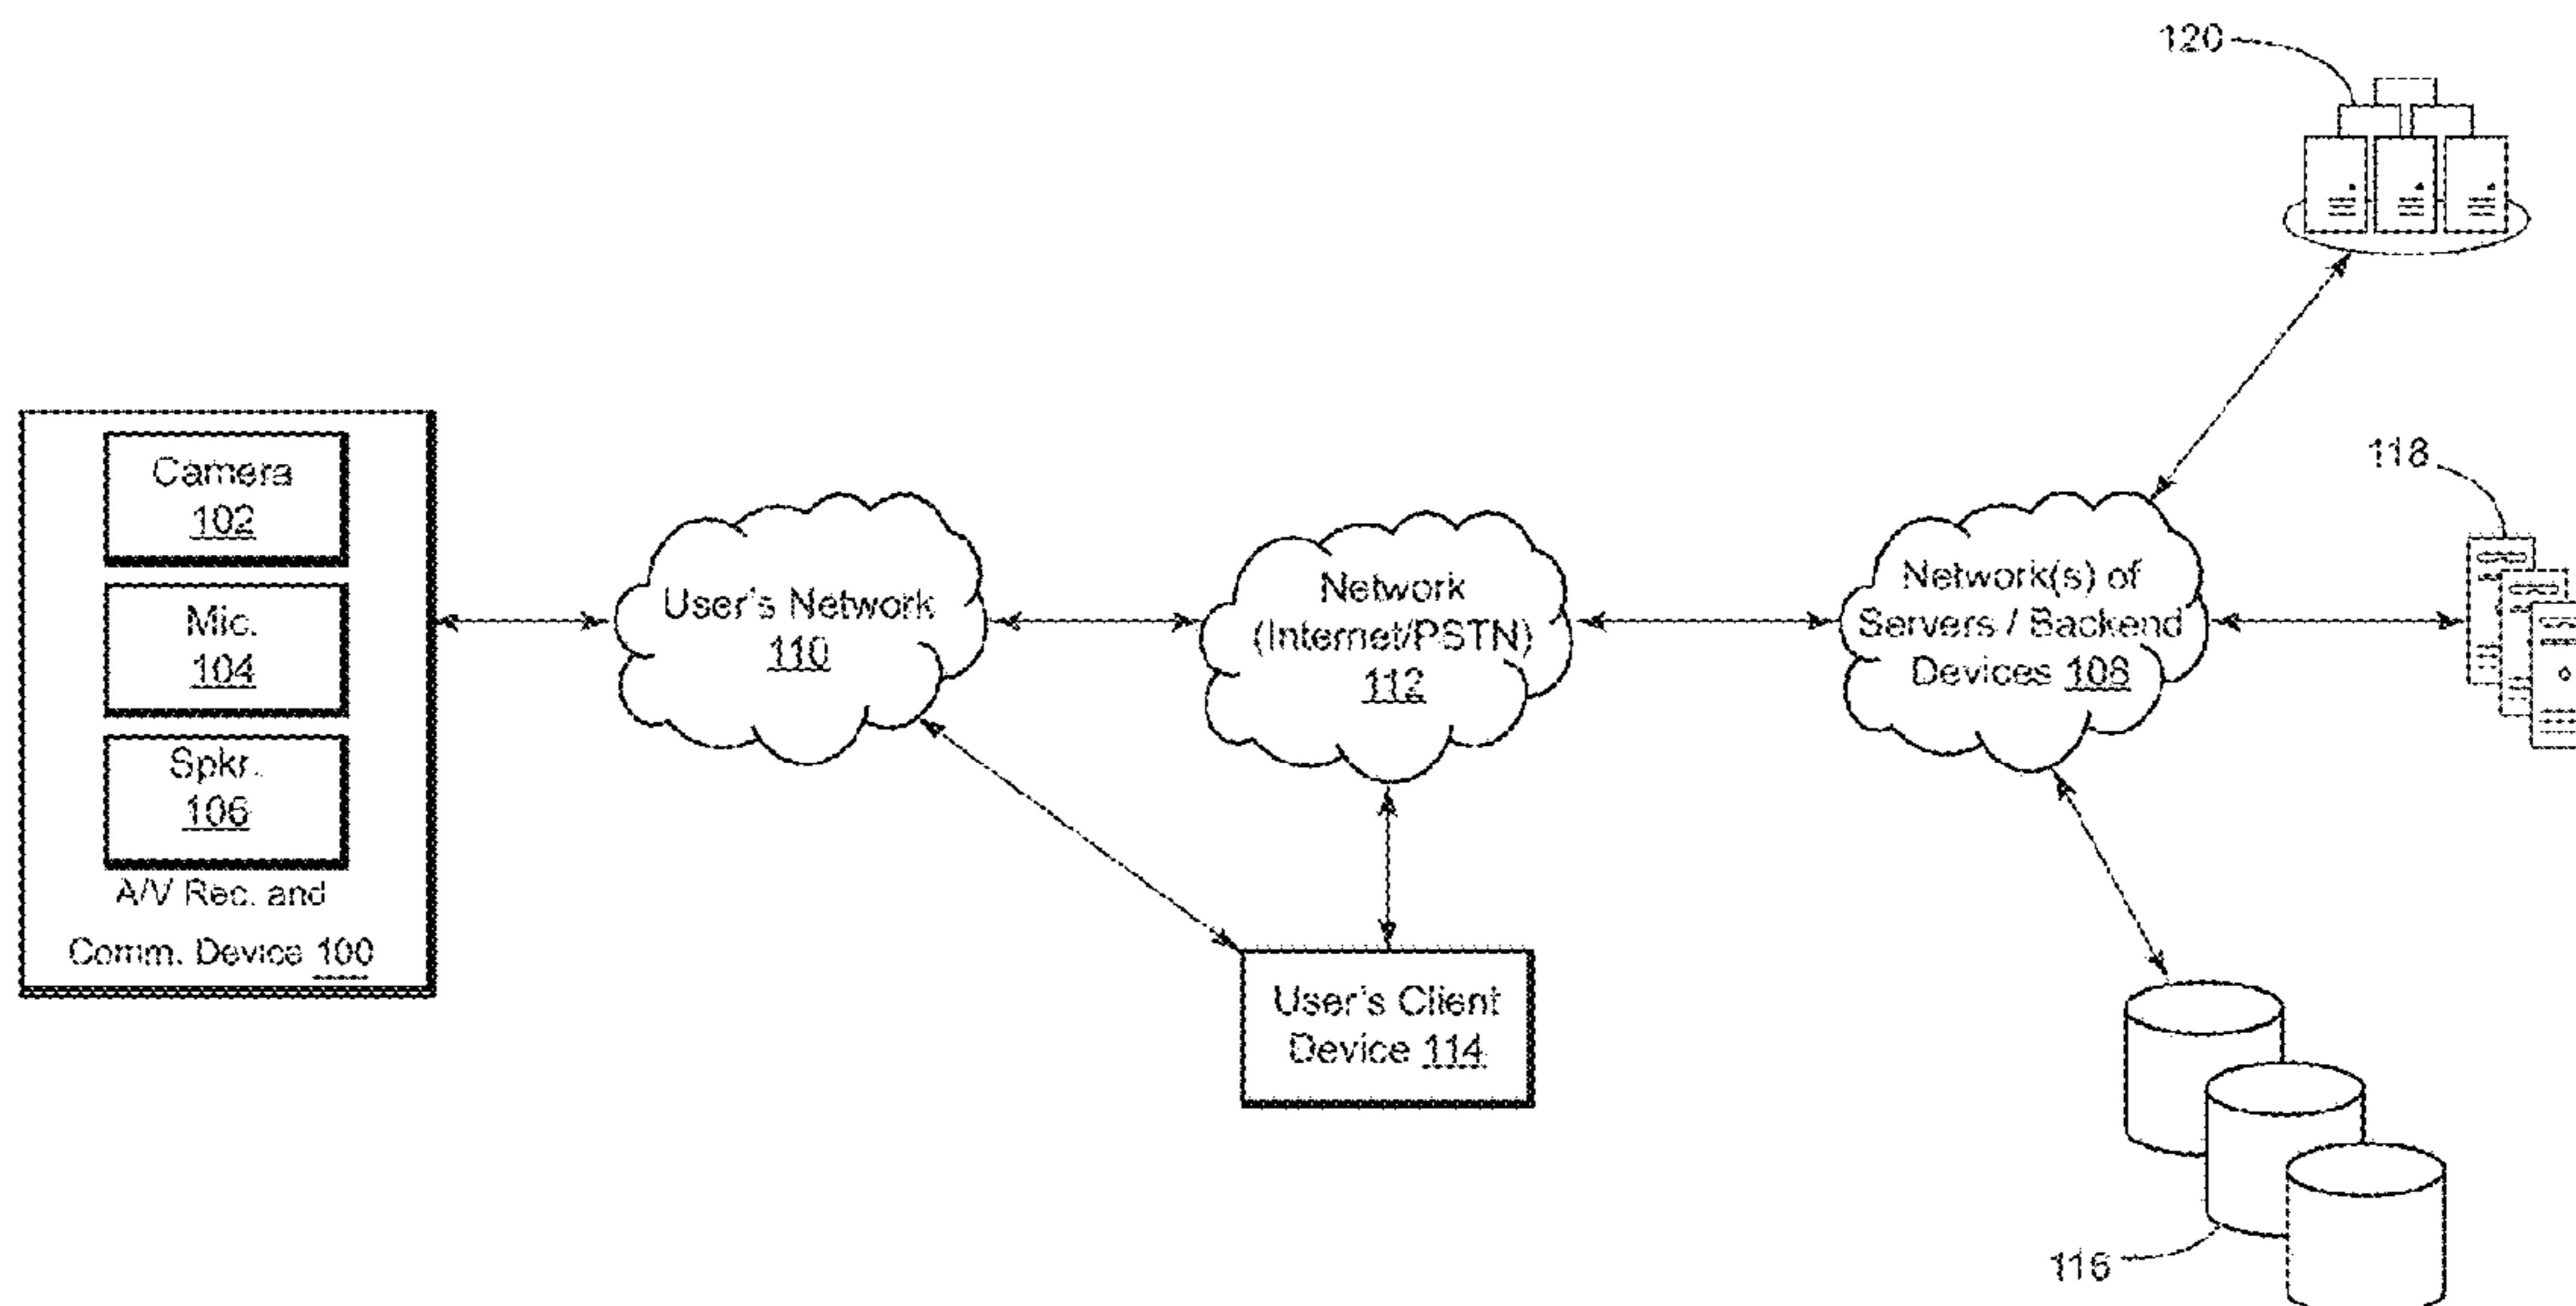 120
118
Camera
102
Mic.
104
Spkr.
106
A/V Rec. and
Comm. Device 100
User's Network
110
Network
(Internet/PSTN)
112
Network(s) of
Servers / Backend
Devices 108
User's Client
Device 114
116